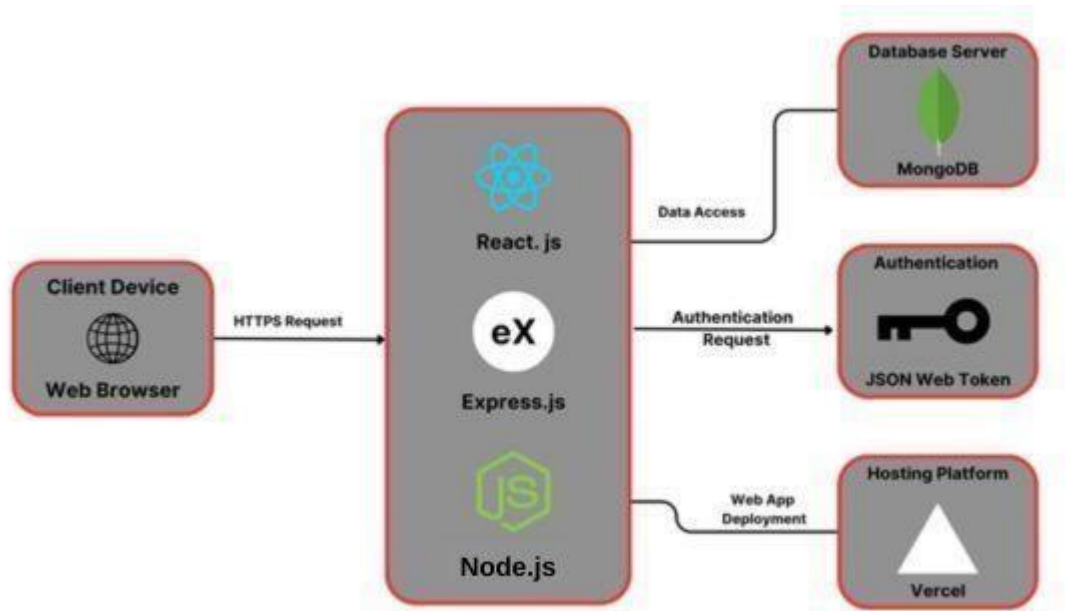 Client Device
Web Browser
HTTPS Request
React. js
eX
Express.js
JS
Node.js
Data Access
Database Server
MongoDB
Authentication
Request
Authentication
JSON Web Token
Web App
Deployment
Hosting Platform
Vercel